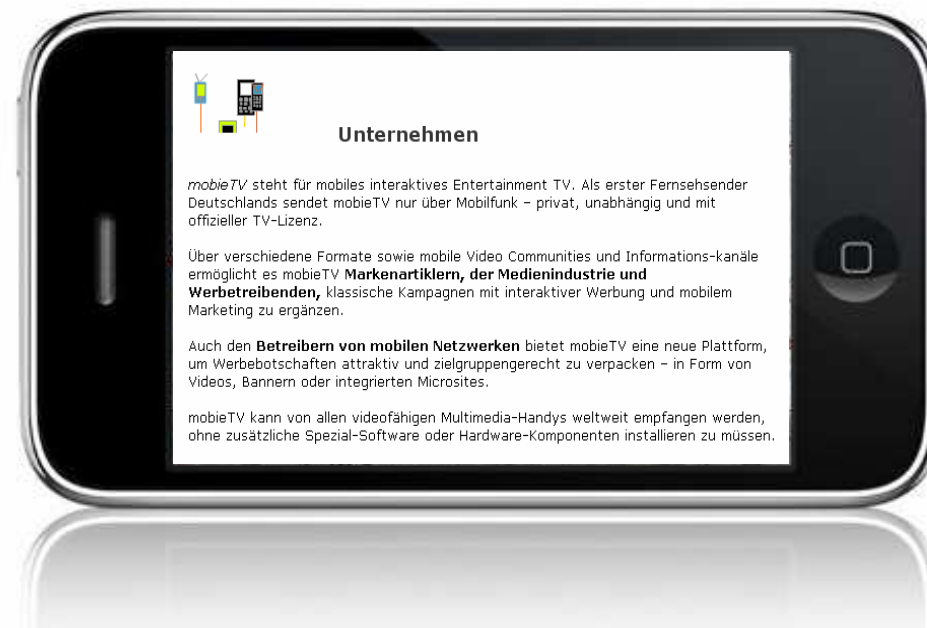 Unternehmen
mobieTV steht für mobiles interaktives Entertainment TV. Als erster Fernsehsender
Deutschlands sendet mobieTV nur über Mobilfunk – privat, unabhängig und mit
offizieller TV-Lizenz.
Über verschiedene Formate sowie mobile Video Communities und Informations-kanäle
ermöglicht es mobieTV Markenartiklern, der Medienindustrie und
Werbetreibenden, klassische Kampagnen mit interaktiver Werbung und mobilem
Marketing zu ergänzen.
Auch den Betreibern von mobilen Netzwerken bietet mobieTV eine neue Plattform,
um Werbebotschaften attraktiv und zielgruppengerecht zu verpacken – in Form von
Videos, Bannern oder integrierten Microsites.
mobieTV kann von allen videofähigen Multimedia-Handys weltweit empfangen werden,
ohne zusätzliche Spezial-Software oder Hardware-Komponenten installieren zu müssen.